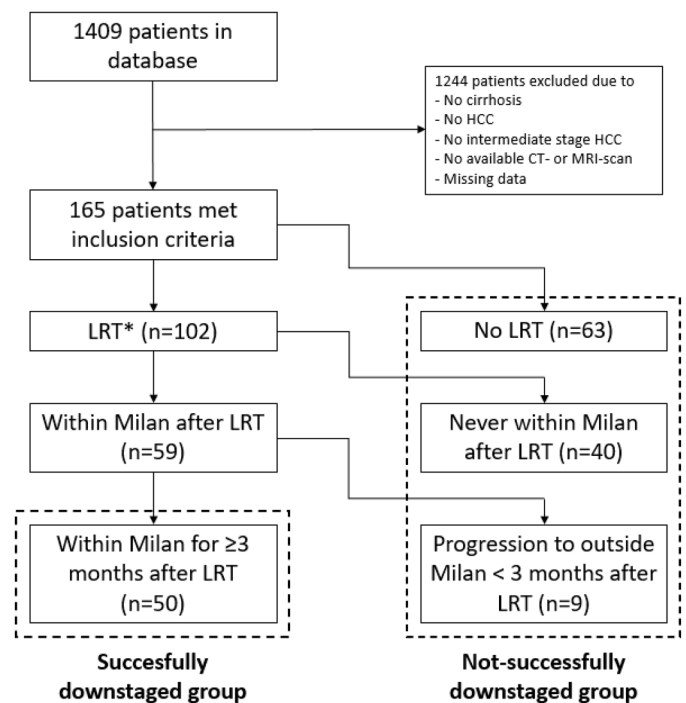 1409 patients in
database
1244 patients excluded due to
- No cirrhosis
- No HCC
- No intermediate stage HCC
- No available CT- or MRI-scan
- Missing data
165 patients met
inclusion criteria
LRT* (n=102)
No LRT (n=63)
Within Milan after LRT
(n=59)
Never within Milan
after LRT (n=40)
Within Milan for ≥3
months after LRT
(n=50)
Progression to outside
Milan < 3 months after
LRT (n=9)
Succesfully
downstaged group
Not-successfully
downstaged group